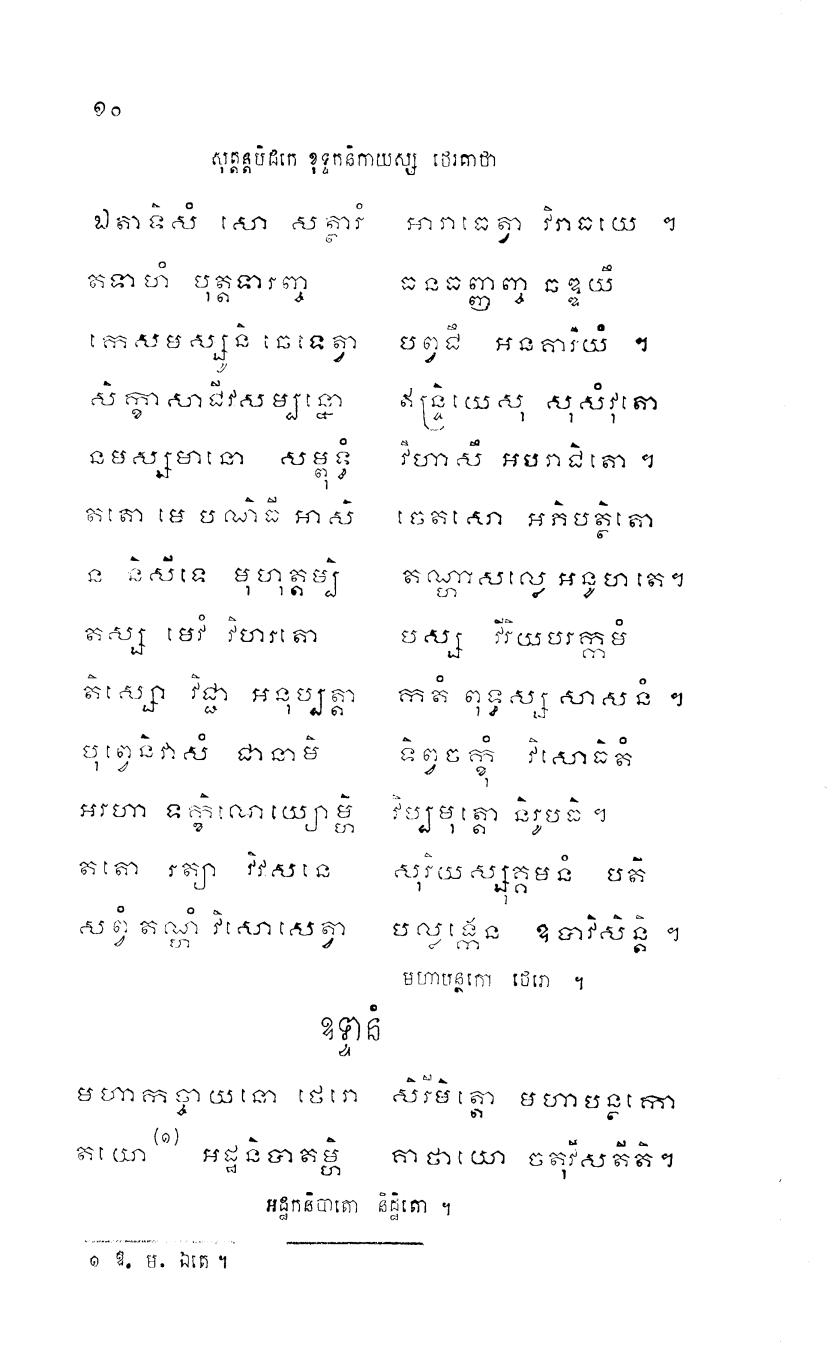 ១០
សុត្តន្តបិដកេ ខុទ្ទកនិកាយស្ស ថេរគាថា
ឯតាទិសំ សោ សត្ថារំ អារាធេត្វា វិរាធយេ ។
តទាហំ បុត្តទារញ្ច ធនធញ្ញញ្ច ឆឌ្ឌយឹ
កេសមស្សូនិ ឆេទេត្វា បព្វជឹ អនគារិយំ ។
សិក្ខាសាជីវសម្បន្នោ ឥន្ទ្រិយេសុ សុសំវុតោ
នមស្សមានោ សម្ពុទ្ធំ វិហាសឹ អបរាជិតោ ។
តតោ មេ បណិធី អាសិ ចេតសោ អភិបត្ថិតោ
ន និសីទេ មុហុត្តម្បិ តណ្ហាសល្លេ អនូហតេ។
តស្ស មេវំ វិហរតោ បស្ស វីរិយបរក្កមំ
តិស្សោ វិជ្ជា អនុប្បត្តា កតំ ពុទ្ធស្ស សាសនំ ។
បុព្វេនិវាសំ ជានាមិ ទិព្វចក្ខុំ វិសោធិតំ
អរហា ទក្ខិណេយ្យោម្ហិ វិប្បមុត្តោ និរូបធិ ។
តតោ រត្យា វិវសនេ សុរិយស្សុគ្គមនំ បតិ
សព្វំ តណ្ហំ វិសោសេត្វា បល្លង្កេន ឧបាវិសិន្តិ ។
មហាបន្ថកោ ថេរោ ។
ឧទ្ទានំ
មហាកច្ចាយនោ ថេរោ សិរីមិត្តោ មហាបន្ថកោ
តយោ (១) អដ្ឋនិបាតម្ហិ គាថាយោ ចតុវីសតីតិ។
អដ្ឋកនិបាតោ និដ្ឋិតោ ។
១ ឱ. ម. ឯតេ ។